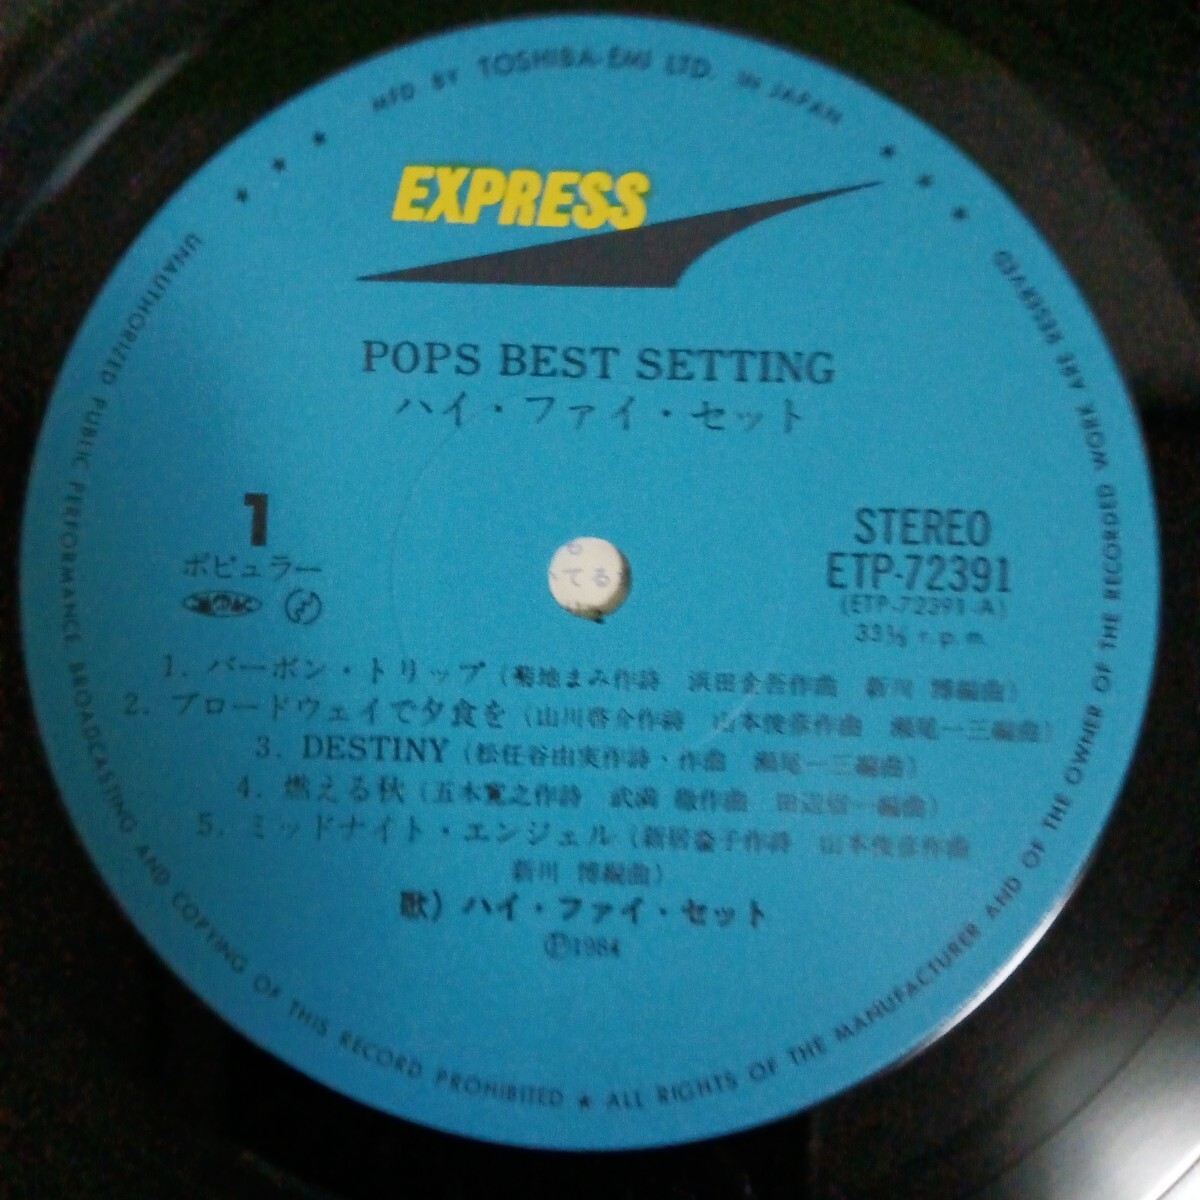 MFD BY TOSHIBA-EMI LTD. IN JAPAN
EXPRESS
POPS BEST SETTING
ハイ・ファイ・セット
1
ポピュラー
STEREO
ETP-72391
(ETP-72391-A)
33⅓ r.p.m.
1. バーボン・トリップ (菊地まみ作詩 浜田金吾作曲 新川 博編曲)
2. ブロードウェイで夕食を (山川啓介作詩 山本俊彦作曲 瀬尾一三編曲)
3. DESTINY (松任谷由実作詩・作曲 瀬尾一三編曲)
4. 燃える秋 (五木寛之作詩 武満 徹作曲 田辺信一編曲)
5. ミッドナイト・エンジェル (新居倫子作詩 山本俊彦作曲
新川 博編曲)
歌) ハイ・ファイ・セット
Ⓟ1984
UNAUTHORIZED PUBLIC PERFORMANCE, BROADCASTING AND COPYING OF THIS RECORD PROHIBITED ★ ALL RIGHTS OF THE MANUFACTURER AND OF THE OWNER OF THE RECORDED WORK ARE RESERVED